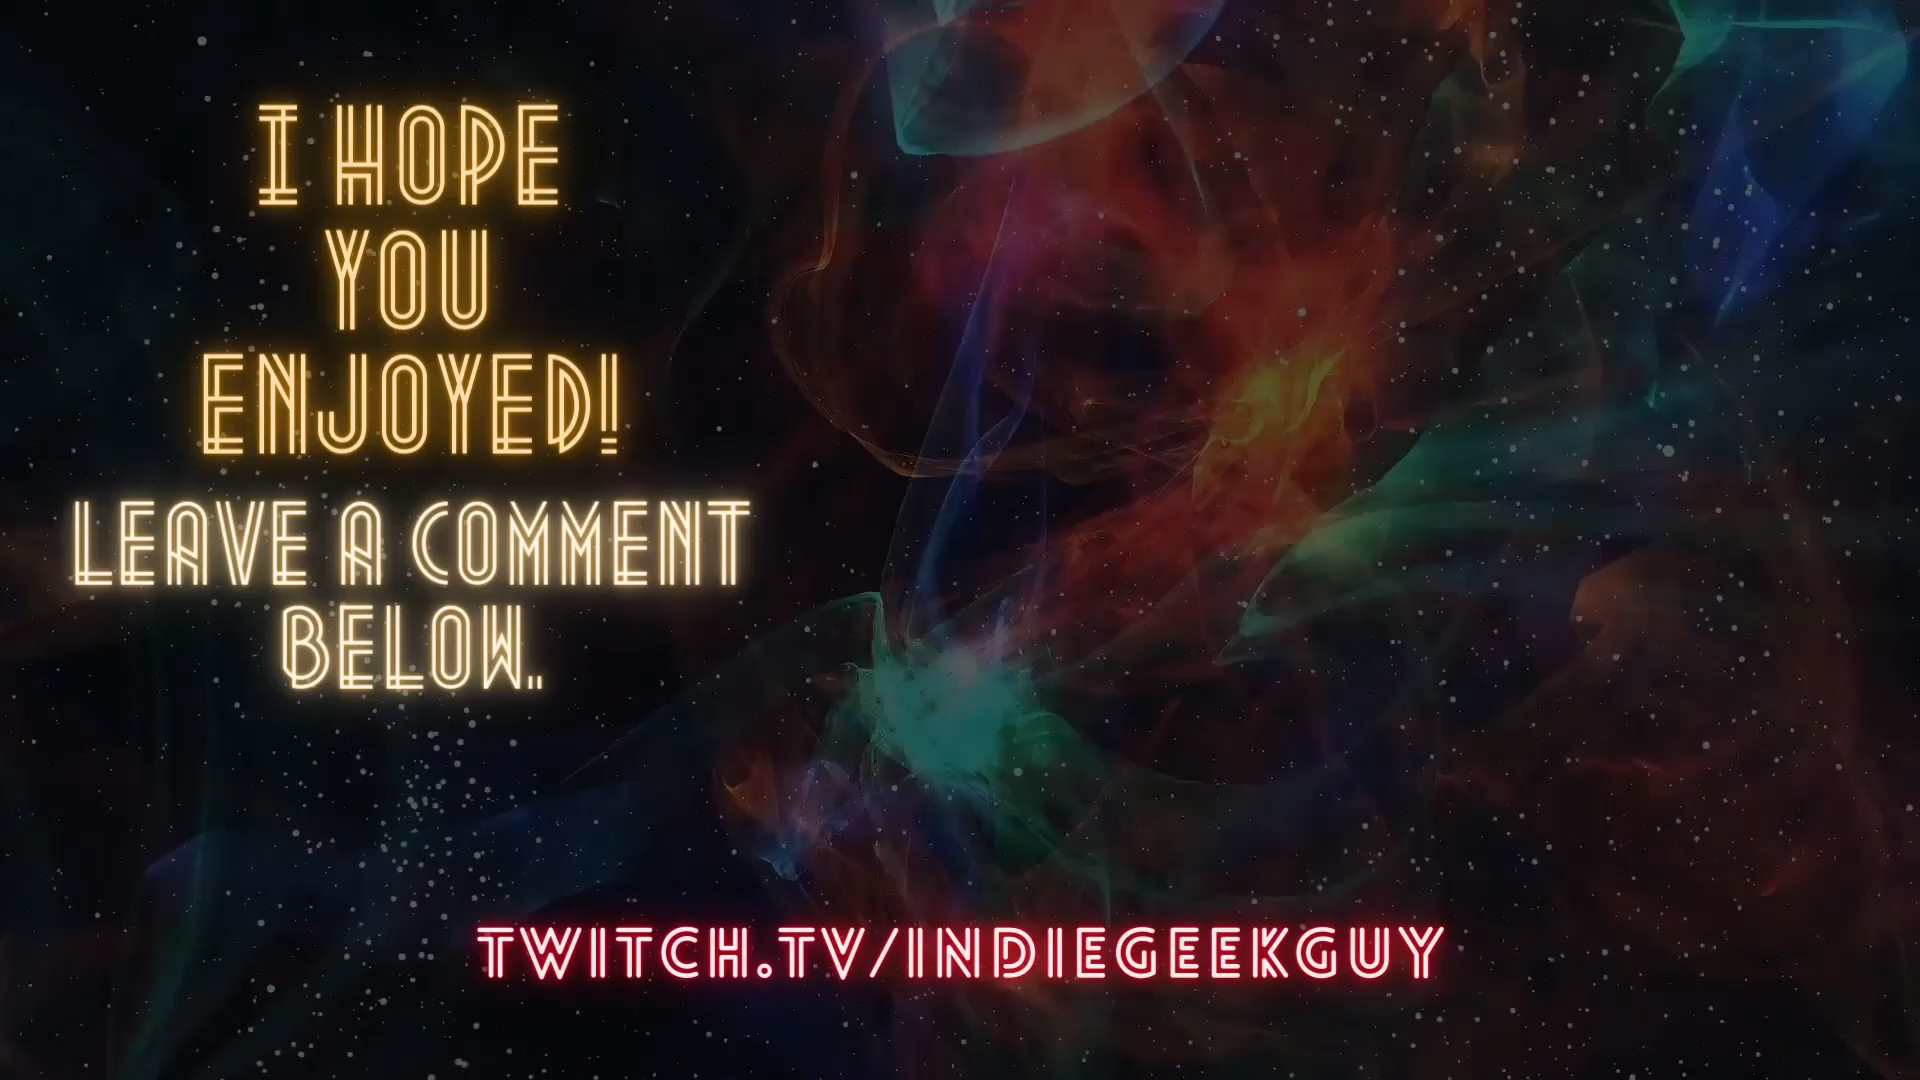 I HOPE
YOU
ENJOYED!
LEAVE A COMMENT
BELOW..
TWITCH.TV/INDIEGEEKGUY